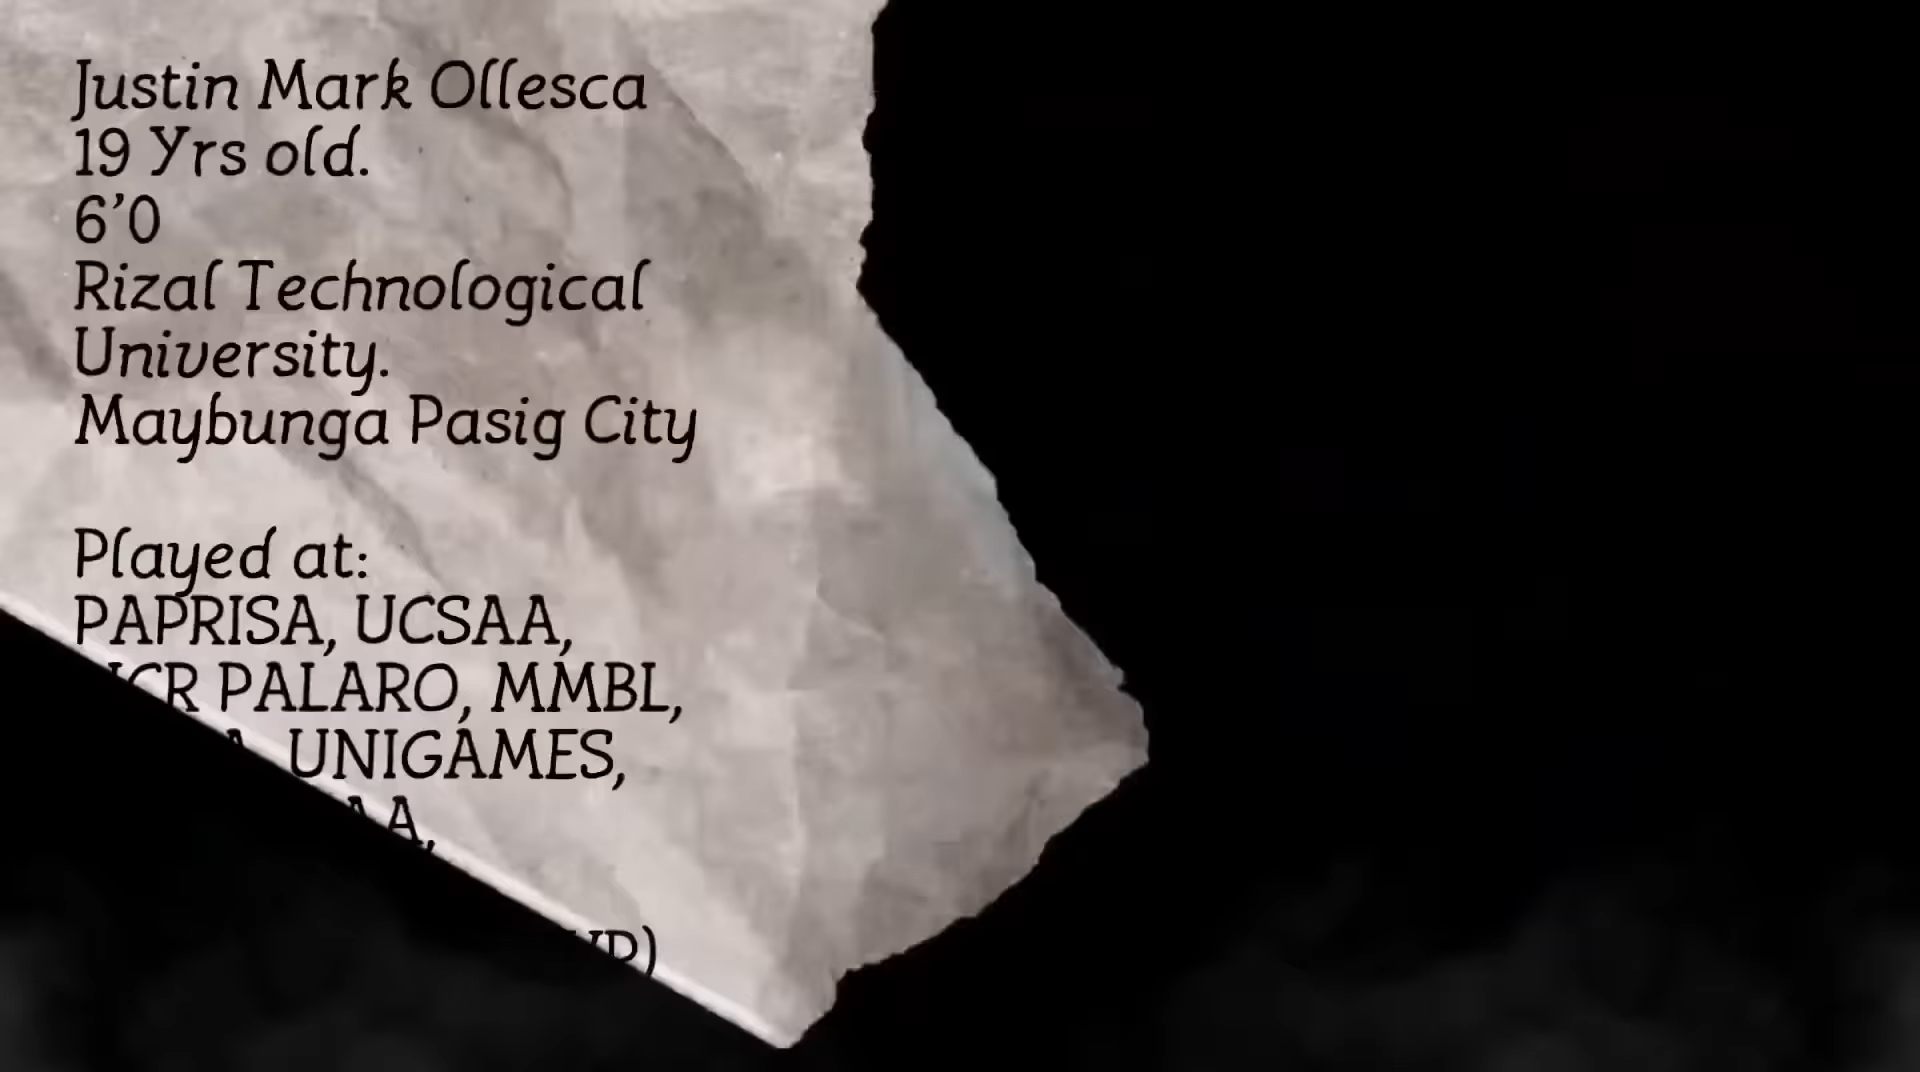 Justin Mark Ollesca
19 Yrs old.
6'0
Rizal Technological
University.
Maybunga Pasig City
Played at:
PAPRISA, UCSAA,
PALARO, MMBL,
UNIGAMES,